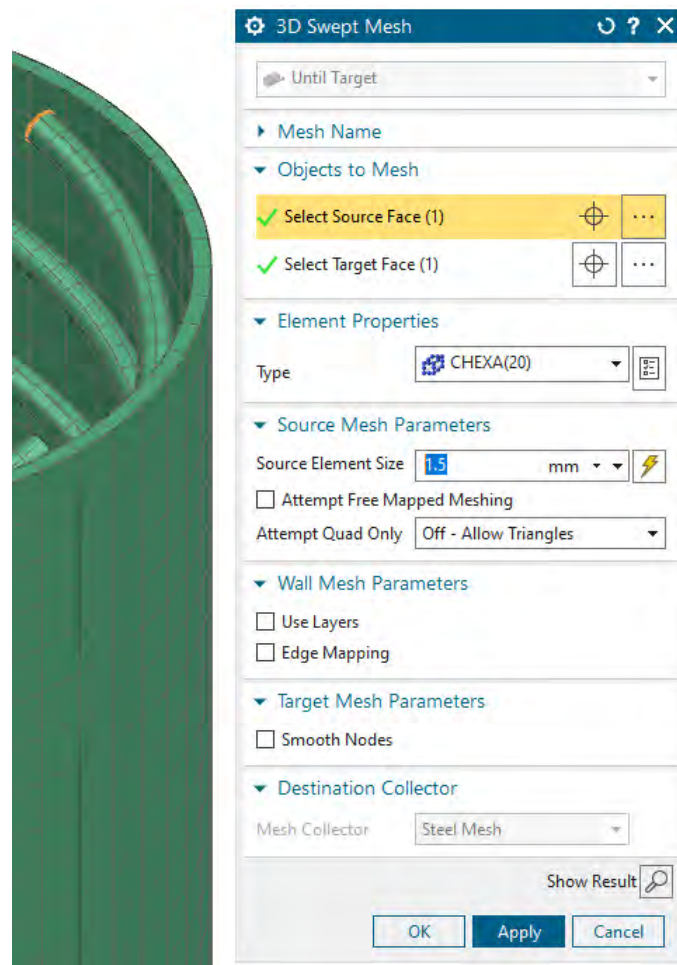 3D Swept Mesh ?
Until Target
Mesh Name
Objects to Mesh
Select Source Face (1) ...
Select Target Face (1) ...
Element Properties
Type CHEXA(20)
Source Mesh Parameters
Source Element Size 1.5 mm
Attempt Free Mapped Meshing
Attempt Quad Only Off - Allow Triangles
Wall Mesh Parameters
Use Layers
Edge Mapping
Target Mesh Parameters
Smooth Nodes
Destination Collector
Mesh Collector Steel Mesh
Show Result
OK Apply Cancel